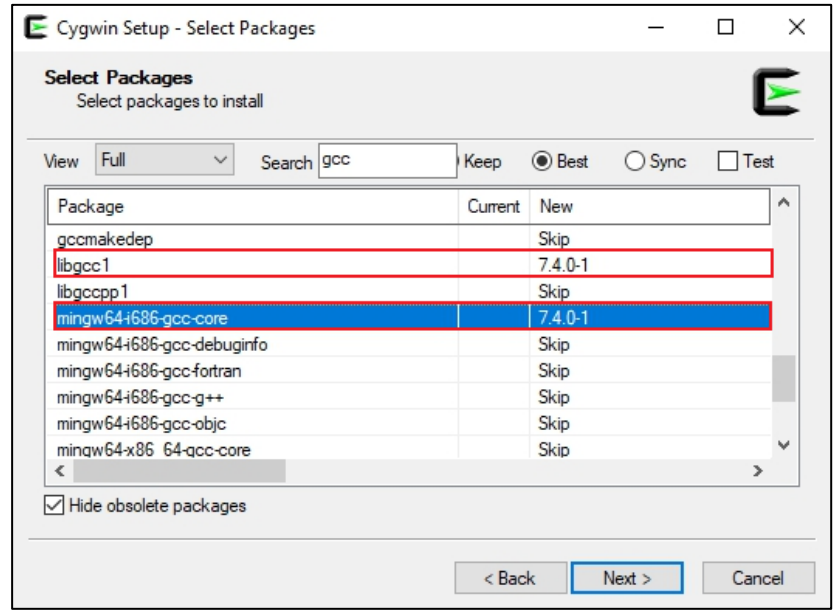 Cygwin Setup - Select Packages
Select Packages
Select packages to install
View Full Search gcc Keep Best Sync Test
Package Current New
gccmakedep Skip
libgcc1 7.4.0-1
libgccpp1 Skip
mingw64-i686-gcc-core 7.4.0-1
mingw64-i686-gcc-debuginfo Skip
mingw64-i686-gcc-fortran Skip
mingw64-i686-gcc-g++ Skip
mingw64-i686-gcc-objc Skip
mingw64-x86_64-gcc-core Skip
Hide obsolete packages
< Back Next > Cancel